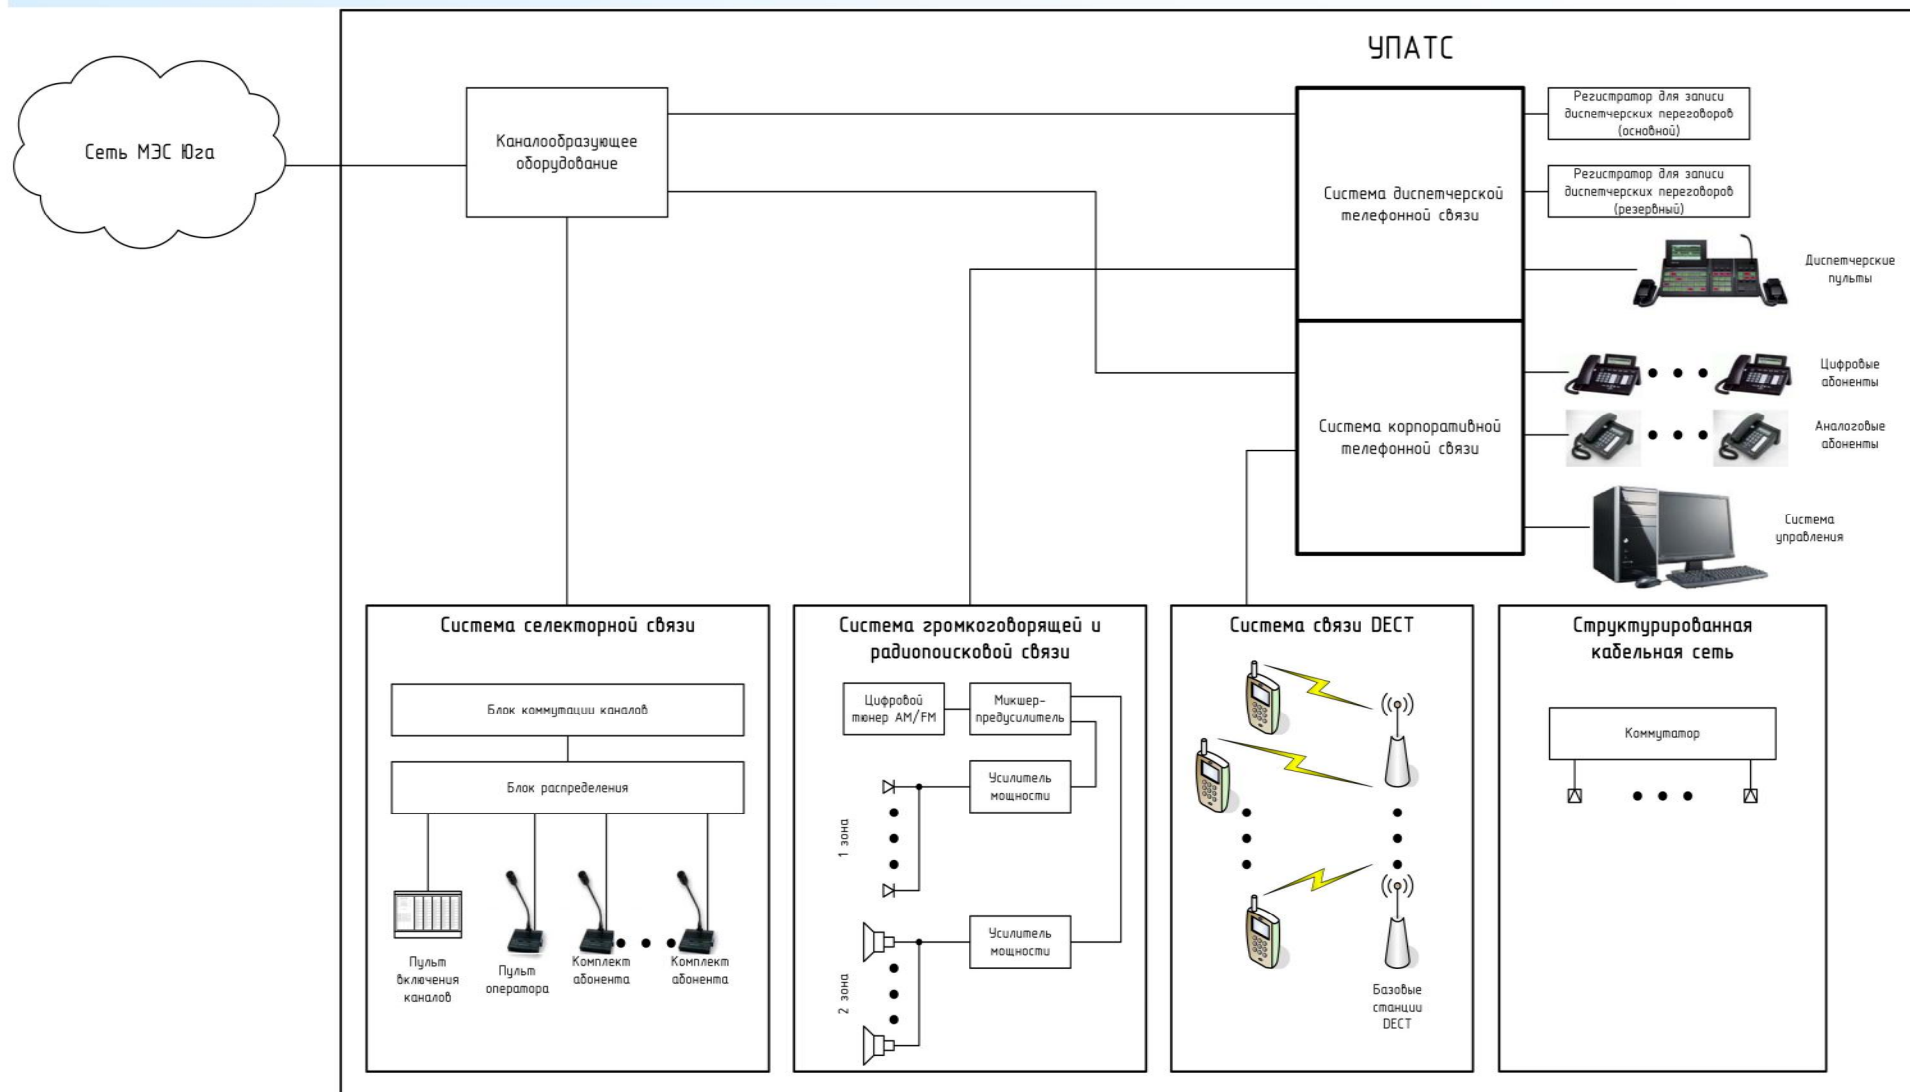 УПАТС
Сеть МЭС Юга
Каналообразующее
оборудование
Система диспетчерской
телефонной связи
Регистратор для записи
диспетчерских переговоров
(основной)
Регистратор для записи
диспетчерских переговоров
(резервный)
Диспетчерские
пульты
Система корпоративной
телефонной связи
Цифровые
абоненты
Аналоговые
абоненты
Система
управления
Система селекторной связи
Блок коммутации каналов
Блок распределения
Пульт
включения
каналов
Пульт
оператора
Комплект
абонента
Комплект
абонента
Система громкоговорящей и
радиопоисковой связи
Цифровой
тюнер AM/FM
Микшер-
предусилитель
Усилитель
мощности
1 зона
Усилитель
мощности
2 зона
Система связи DECT
Базовые
станции
DECT
Структурированная
кабельная сеть
Коммутатор